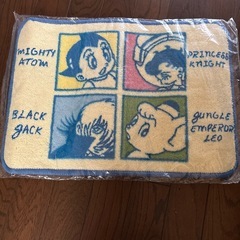 MIGHTY
ATOM
PRINCESS
KNIGHT
BLACK
JACK
JUNGLE
EMPEROR
LEO